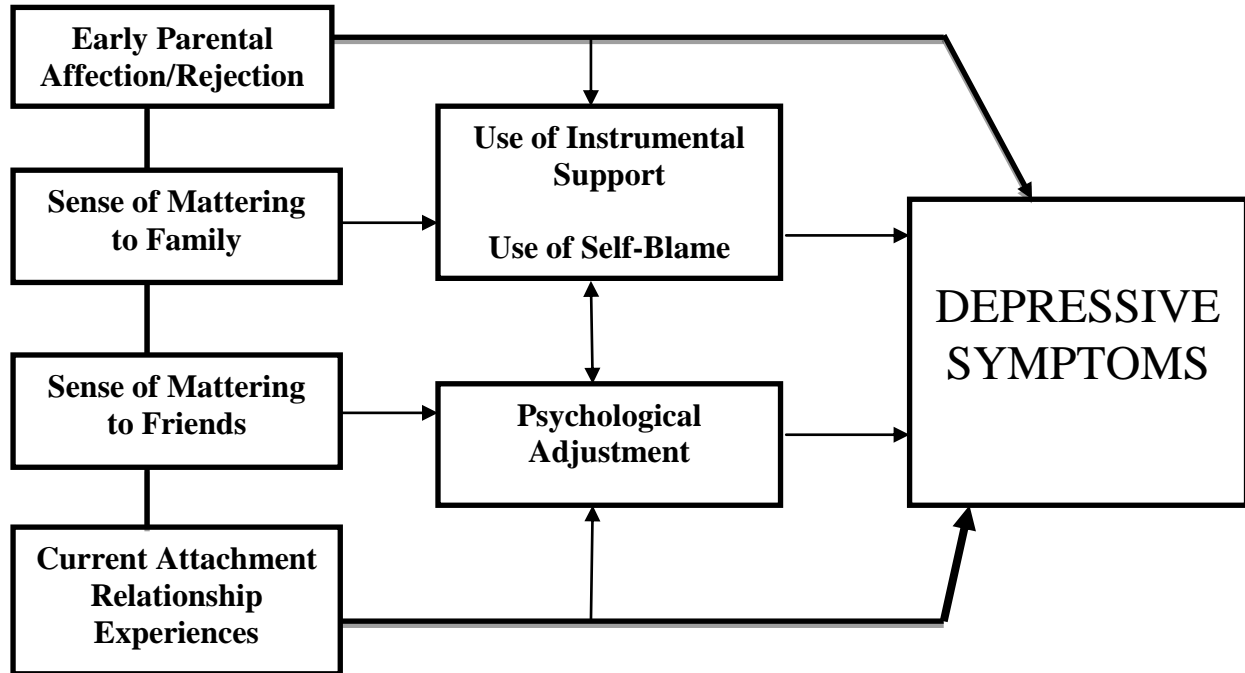 Early Parental
Affection/Rejection
Sense of Mattering
to Family
Sense of Mattering
to Friends
Current Attachment
Relationship
Experiences
Use of Instrumental
Support
Use of Self-Blame
Psychological
Adjustment
DEPRESSIVE
SYMPTOMS